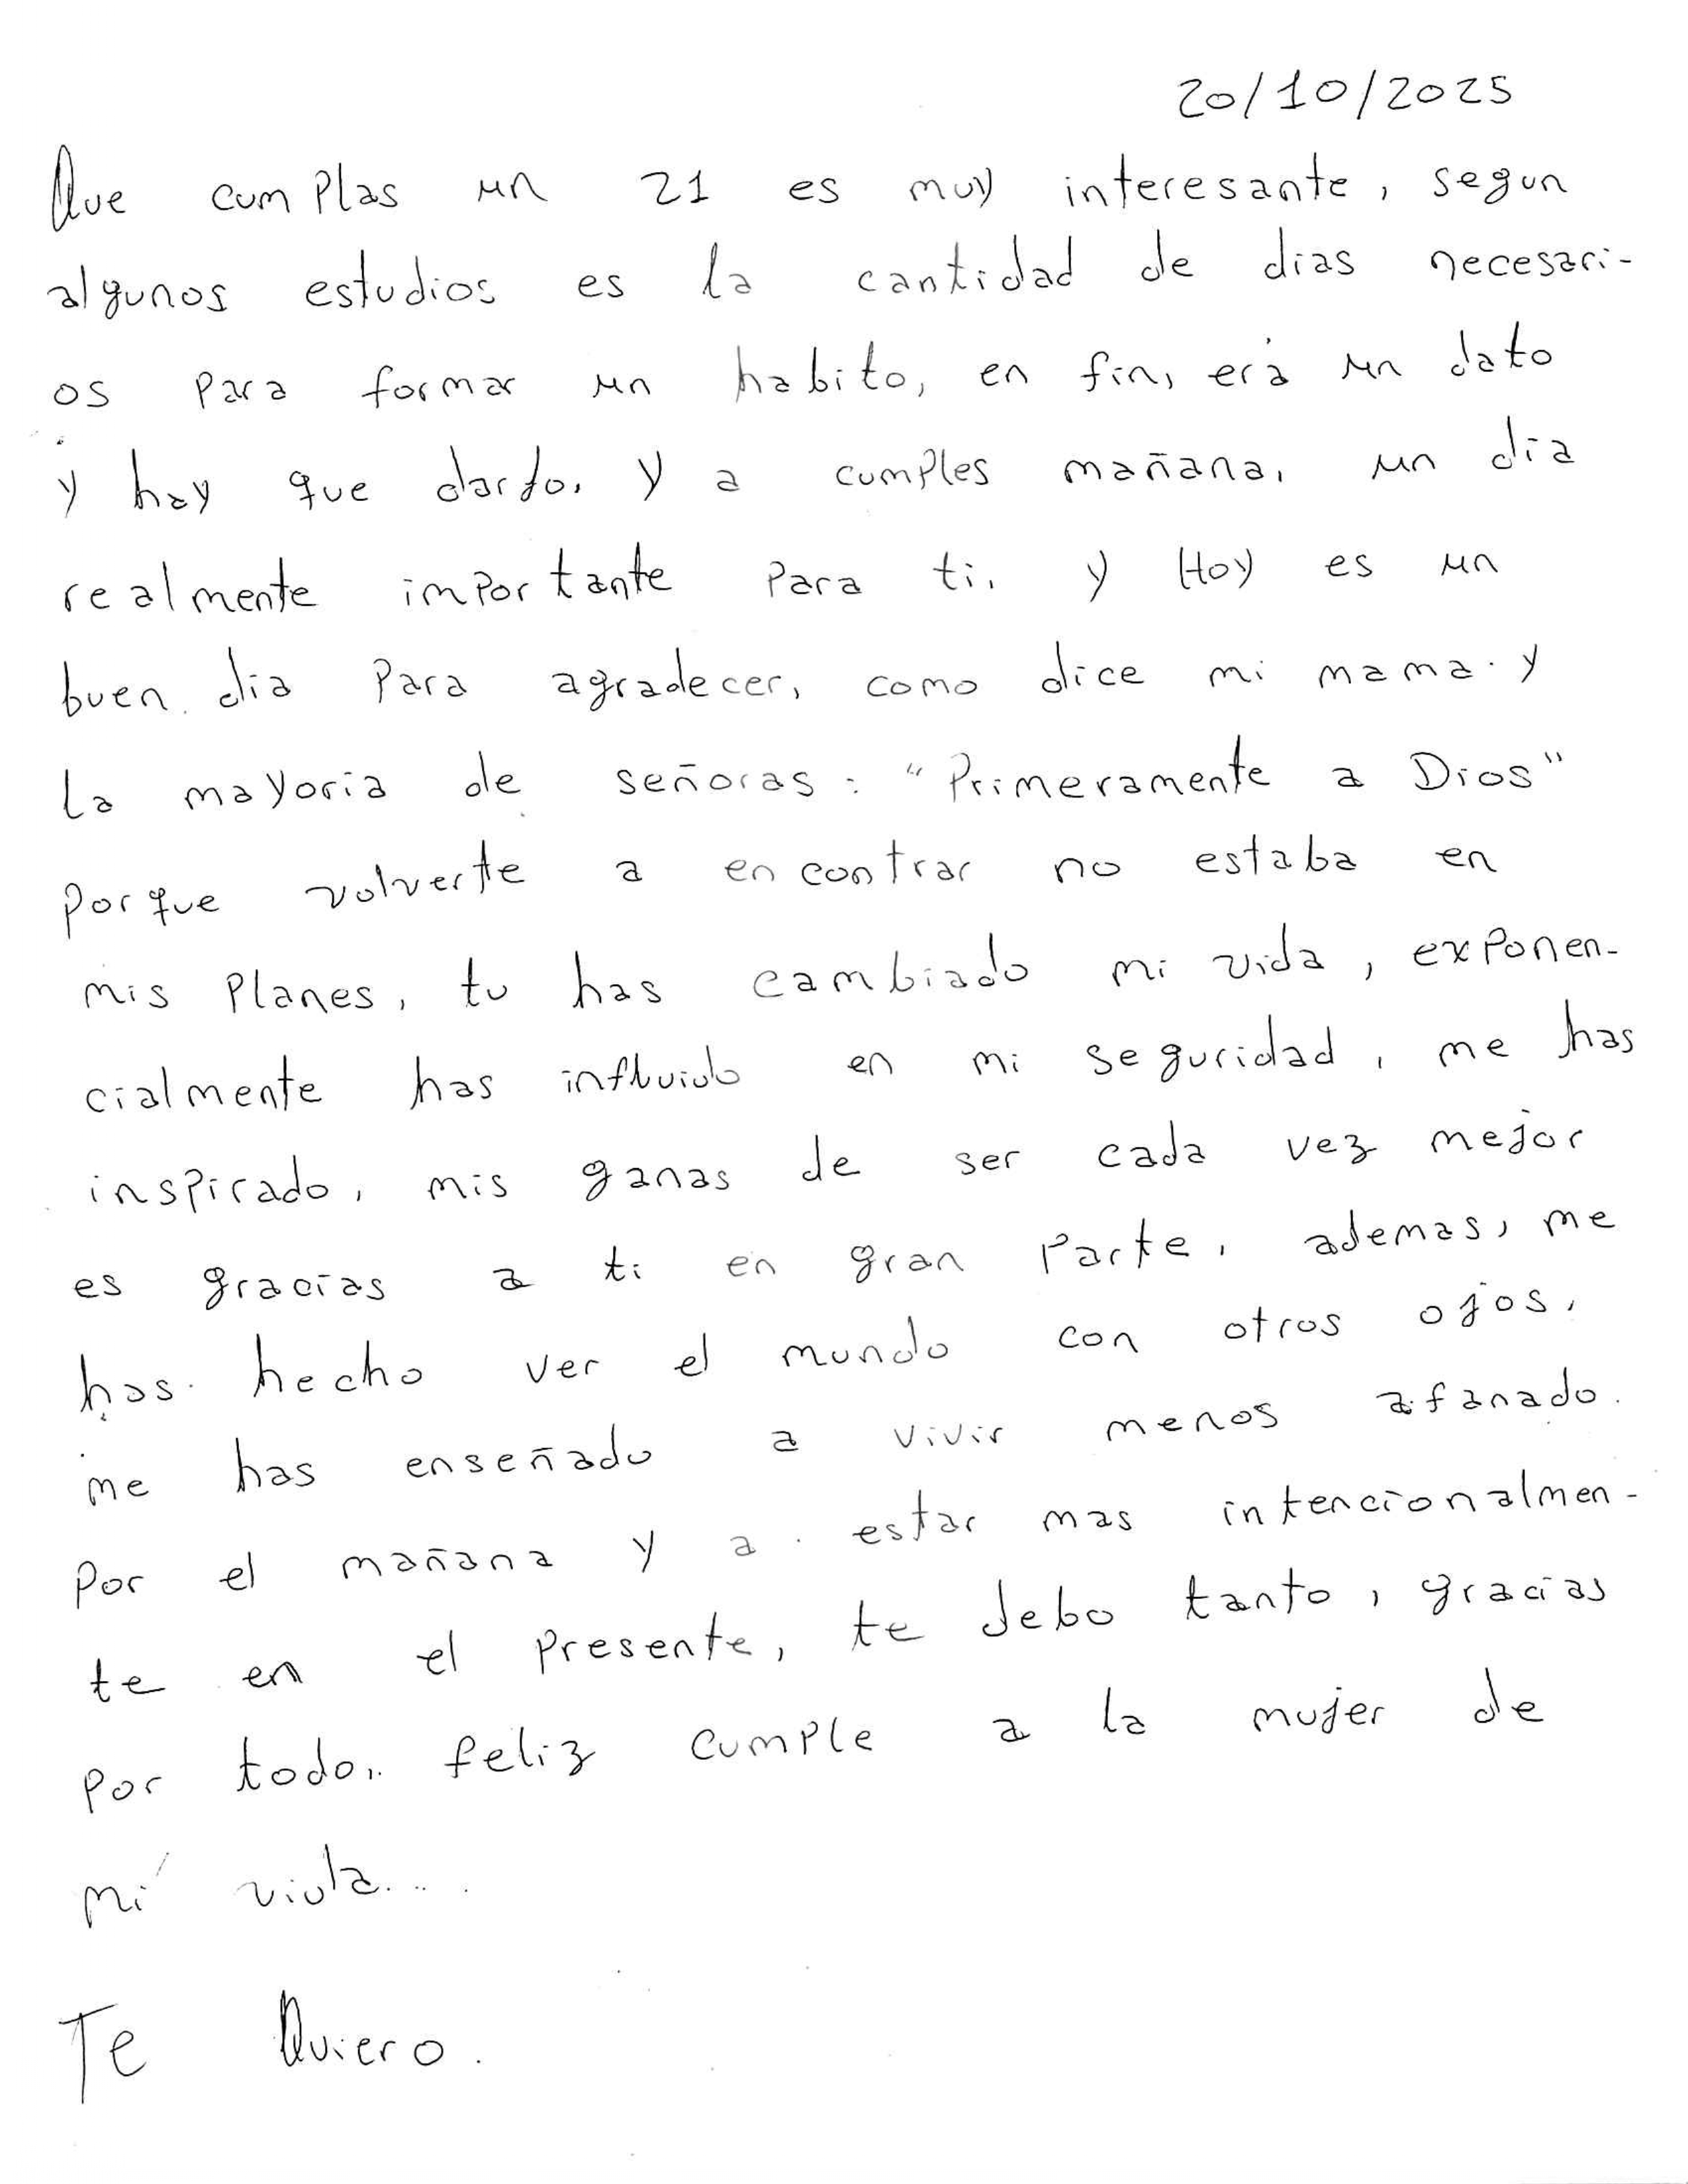 20/10/2025
Que cumplas un 21 es muy interesante, segun
algunos estudios es la cantidad de dias necesari-
os para formar un habito, en fin, era un dato
y hay que darlo. Y a cumples mañana, un dia
realmente importante para ti. y Hoy es un
buen dia para agradecer, como dice mi mama y
la mayoria de señoras: "Primeramente a Dios"
porque volverte a encontrar no estaba en
mis planes, tu has cambiado mi vida, exponen-
cialmente has influido en mi seguridad, me has
inspirado, mis ganas de ser cada vez mejor
es gracias a ti en gran parte, ademas, me
has hecho ver el mundo con otros ojos,
me has enseñado a vivir menos afanado
por el mañana y a estar mas intencionalmen-
te en el presente, te debo tanto, gracias
por todo.. feliz cumple a la mujer de
mi vida...
Te Quiero.